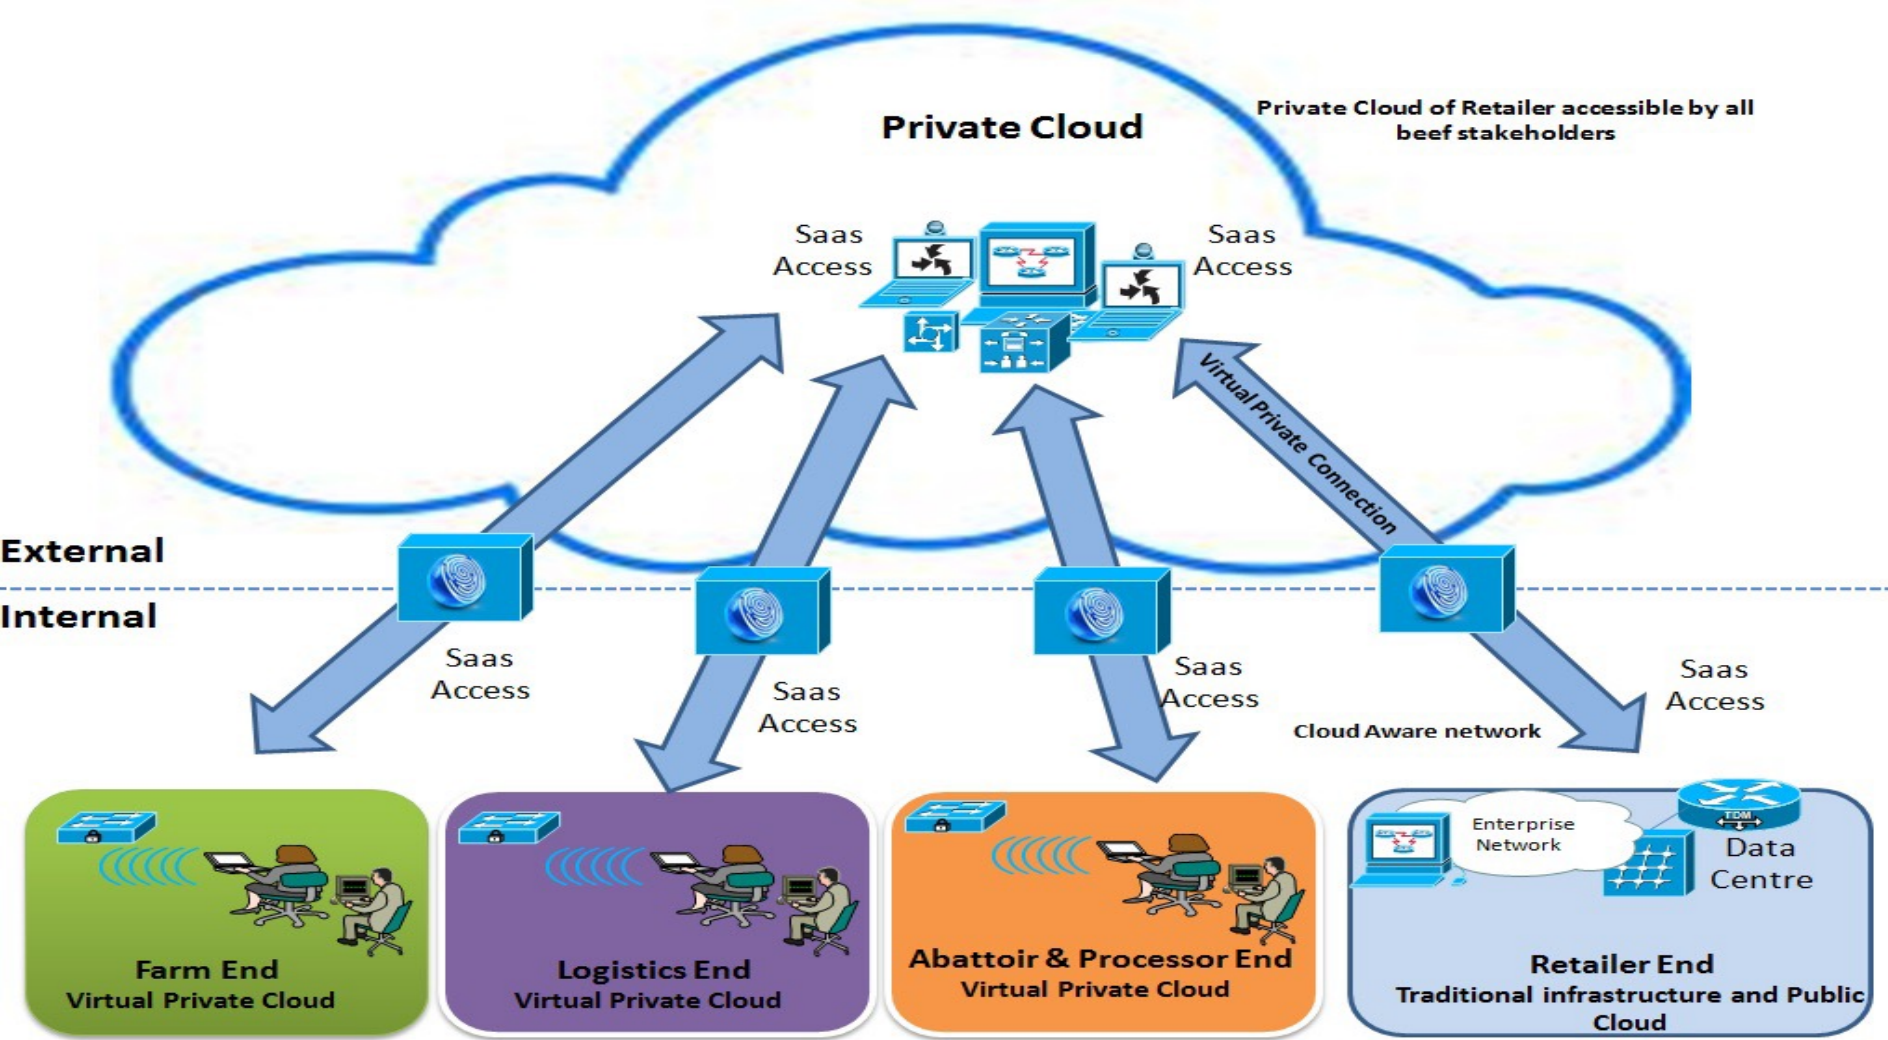 Private Cloud
Private Cloud of Retailer accessible by all
beef stakeholders
Saas
Access
Saas
Access
Virtual Private Connection
External
Internal
Saas
Access
Saas
Access
Saas
Access
Saas
Access
Cloud Aware network
Farm End
Virtual Private Cloud
Logistics End
Virtual Private Cloud
Abattoir & Processor End
Virtual Private Cloud
Enterprise
Network
TDM
Data
Centre
Retailer End
Traditional infrastructure and Public
Cloud